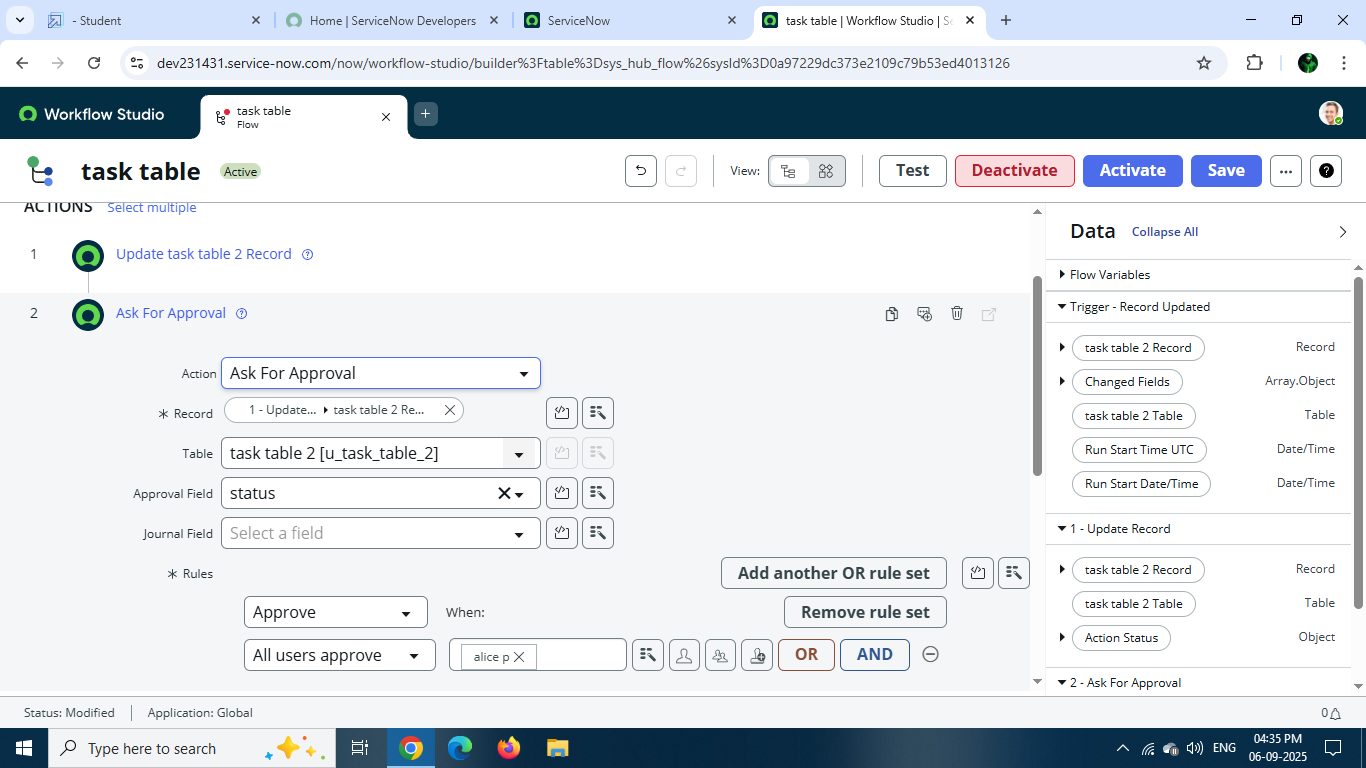 - Student
Home | ServiceNow Developers
ServiceNow
task table | Workflow Studio | Se
dev231431.service-now.com/now/workflow-studio/builder%3Ftable%3Dsys_hub_flow%26sysId%3D0a97229dc373e2109c79b53ed4013126
Workflow Studio
task table
Flow
task table
Active
View:
Test
Deactivate
Activate
Save
ACTIONS
Select multiple
1
Update task table 2 Record
2
Ask For Approval
Action
Ask For Approval
* Record
1 - Update... ▸ task table 2 Re...
Table
task table 2 [u_task_table_2]
Approval Field
status
Journal Field
Select a field
* Rules
Add another OR rule set
Approve
When:
Remove rule set
All users approve
alice p
OR
AND
Data
Collapse All
Flow Variables
Trigger - Record Updated
task table 2 Record
Record
Changed Fields
Array.Object
task table 2 Table
Table
Run Start Time UTC
Date/Time
Run Start Date/Time
Date/Time
1 - Update Record
task table 2 Record
Record
task table 2 Table
Table
Action Status
Object
2 - Ask For Approval
Status: Modified
Application: Global
0
Type here to search
ENG
04:35 PM
06-09-2025